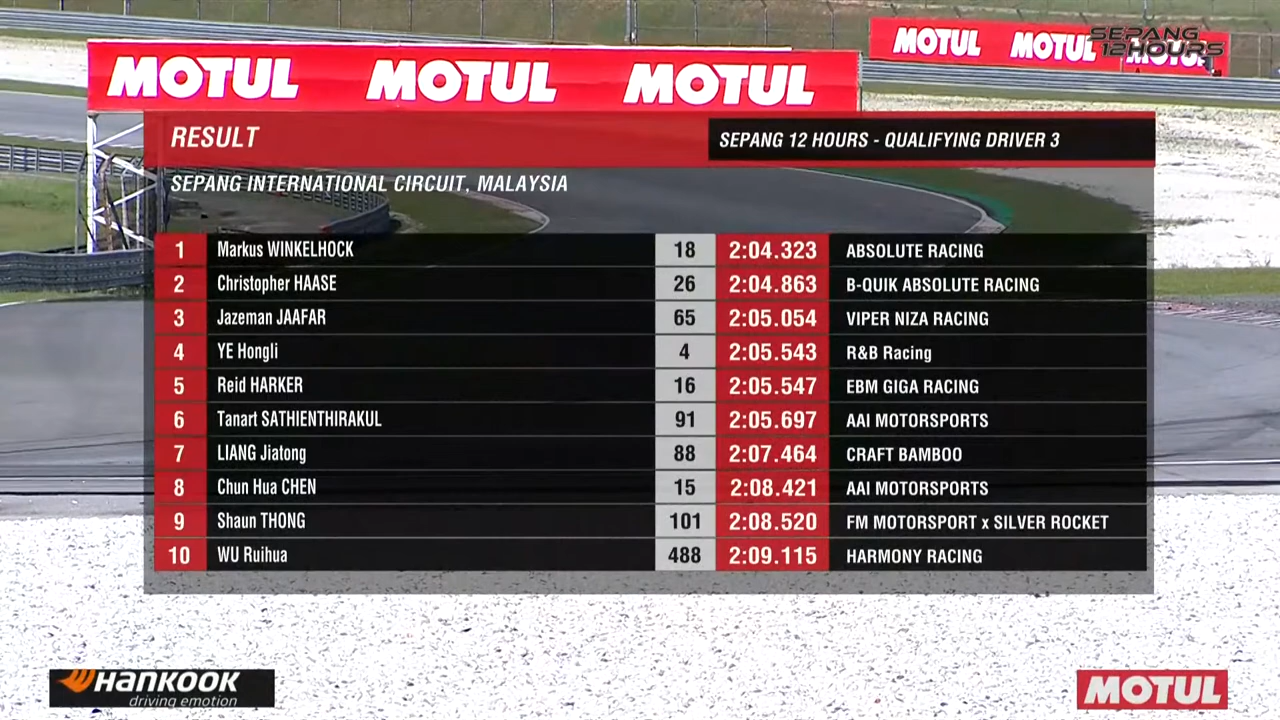 MOTUL MOTUL MOTUL
MOTUL MOTUL MOTUL
SEPANG
12HOURS
RESULT
SEPANG 12 HOURS - QUALIFYING DRIVER 3
SEPANG INTERNATIONAL CIRCUIT, MALAYSIA
1 Markus WINKELHOCK 18 2:04.323 ABSOLUTE RACING
2 Christopher HAASE 26 2:04.863 B-QUIK ABSOLUTE RACING
3 Jazeman JAAFAR 65 2:05.054 VIPER NIZA RACING
4 YE Hongli 4 2:05.543 R&B Racing
5 Reid HARKER 16 2:05.547 EBM GIGA RACING
6 Tanart SATHIENTHIRAKUL 91 2:05.697 AAI MOTORSPORTS
7 LIANG Jiatong 88 2:07.464 CRAFT BAMBOO
8 Chun Hua CHEN 15 2:08.421 AAI MOTORSPORTS
9 Shaun THONG 101 2:08.520 FM MOTORSPORT x SILVER ROCKET
10 WU Ruihua 488 2:09.115 HARMONY RACING
HANKOOK
driving emotion
MOTUL